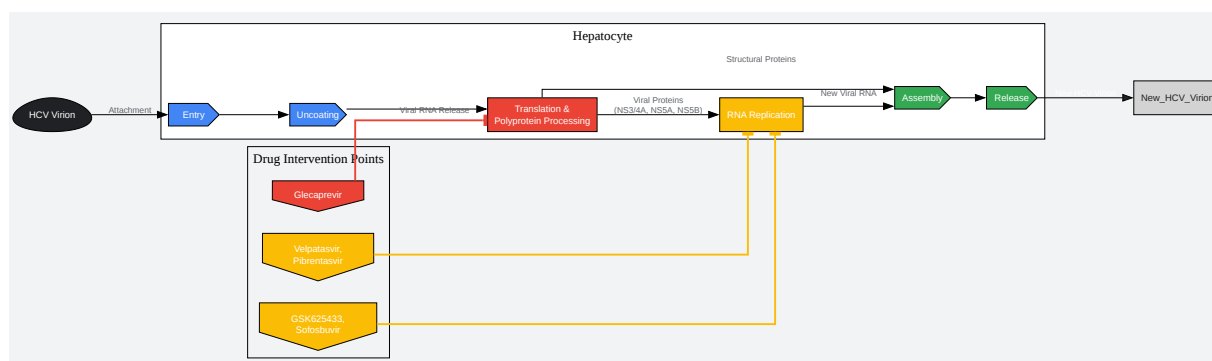 Hepatocyte
Structural Proteins
HCV Virion
Attachment
Entry
Uncoating
Viral RNA Release
Translation &
Polyprotein Processing
Viral Proteins
(NS3/4A, NS5A, NS5B)
RNA Replication
New Viral RNA
Assembly
Release
New_HCV_Virion
Drug Intervention Points
Glecaprevir
Velpatasvir,
Pibrentasvir
GSK625433,
Sofosbuvir